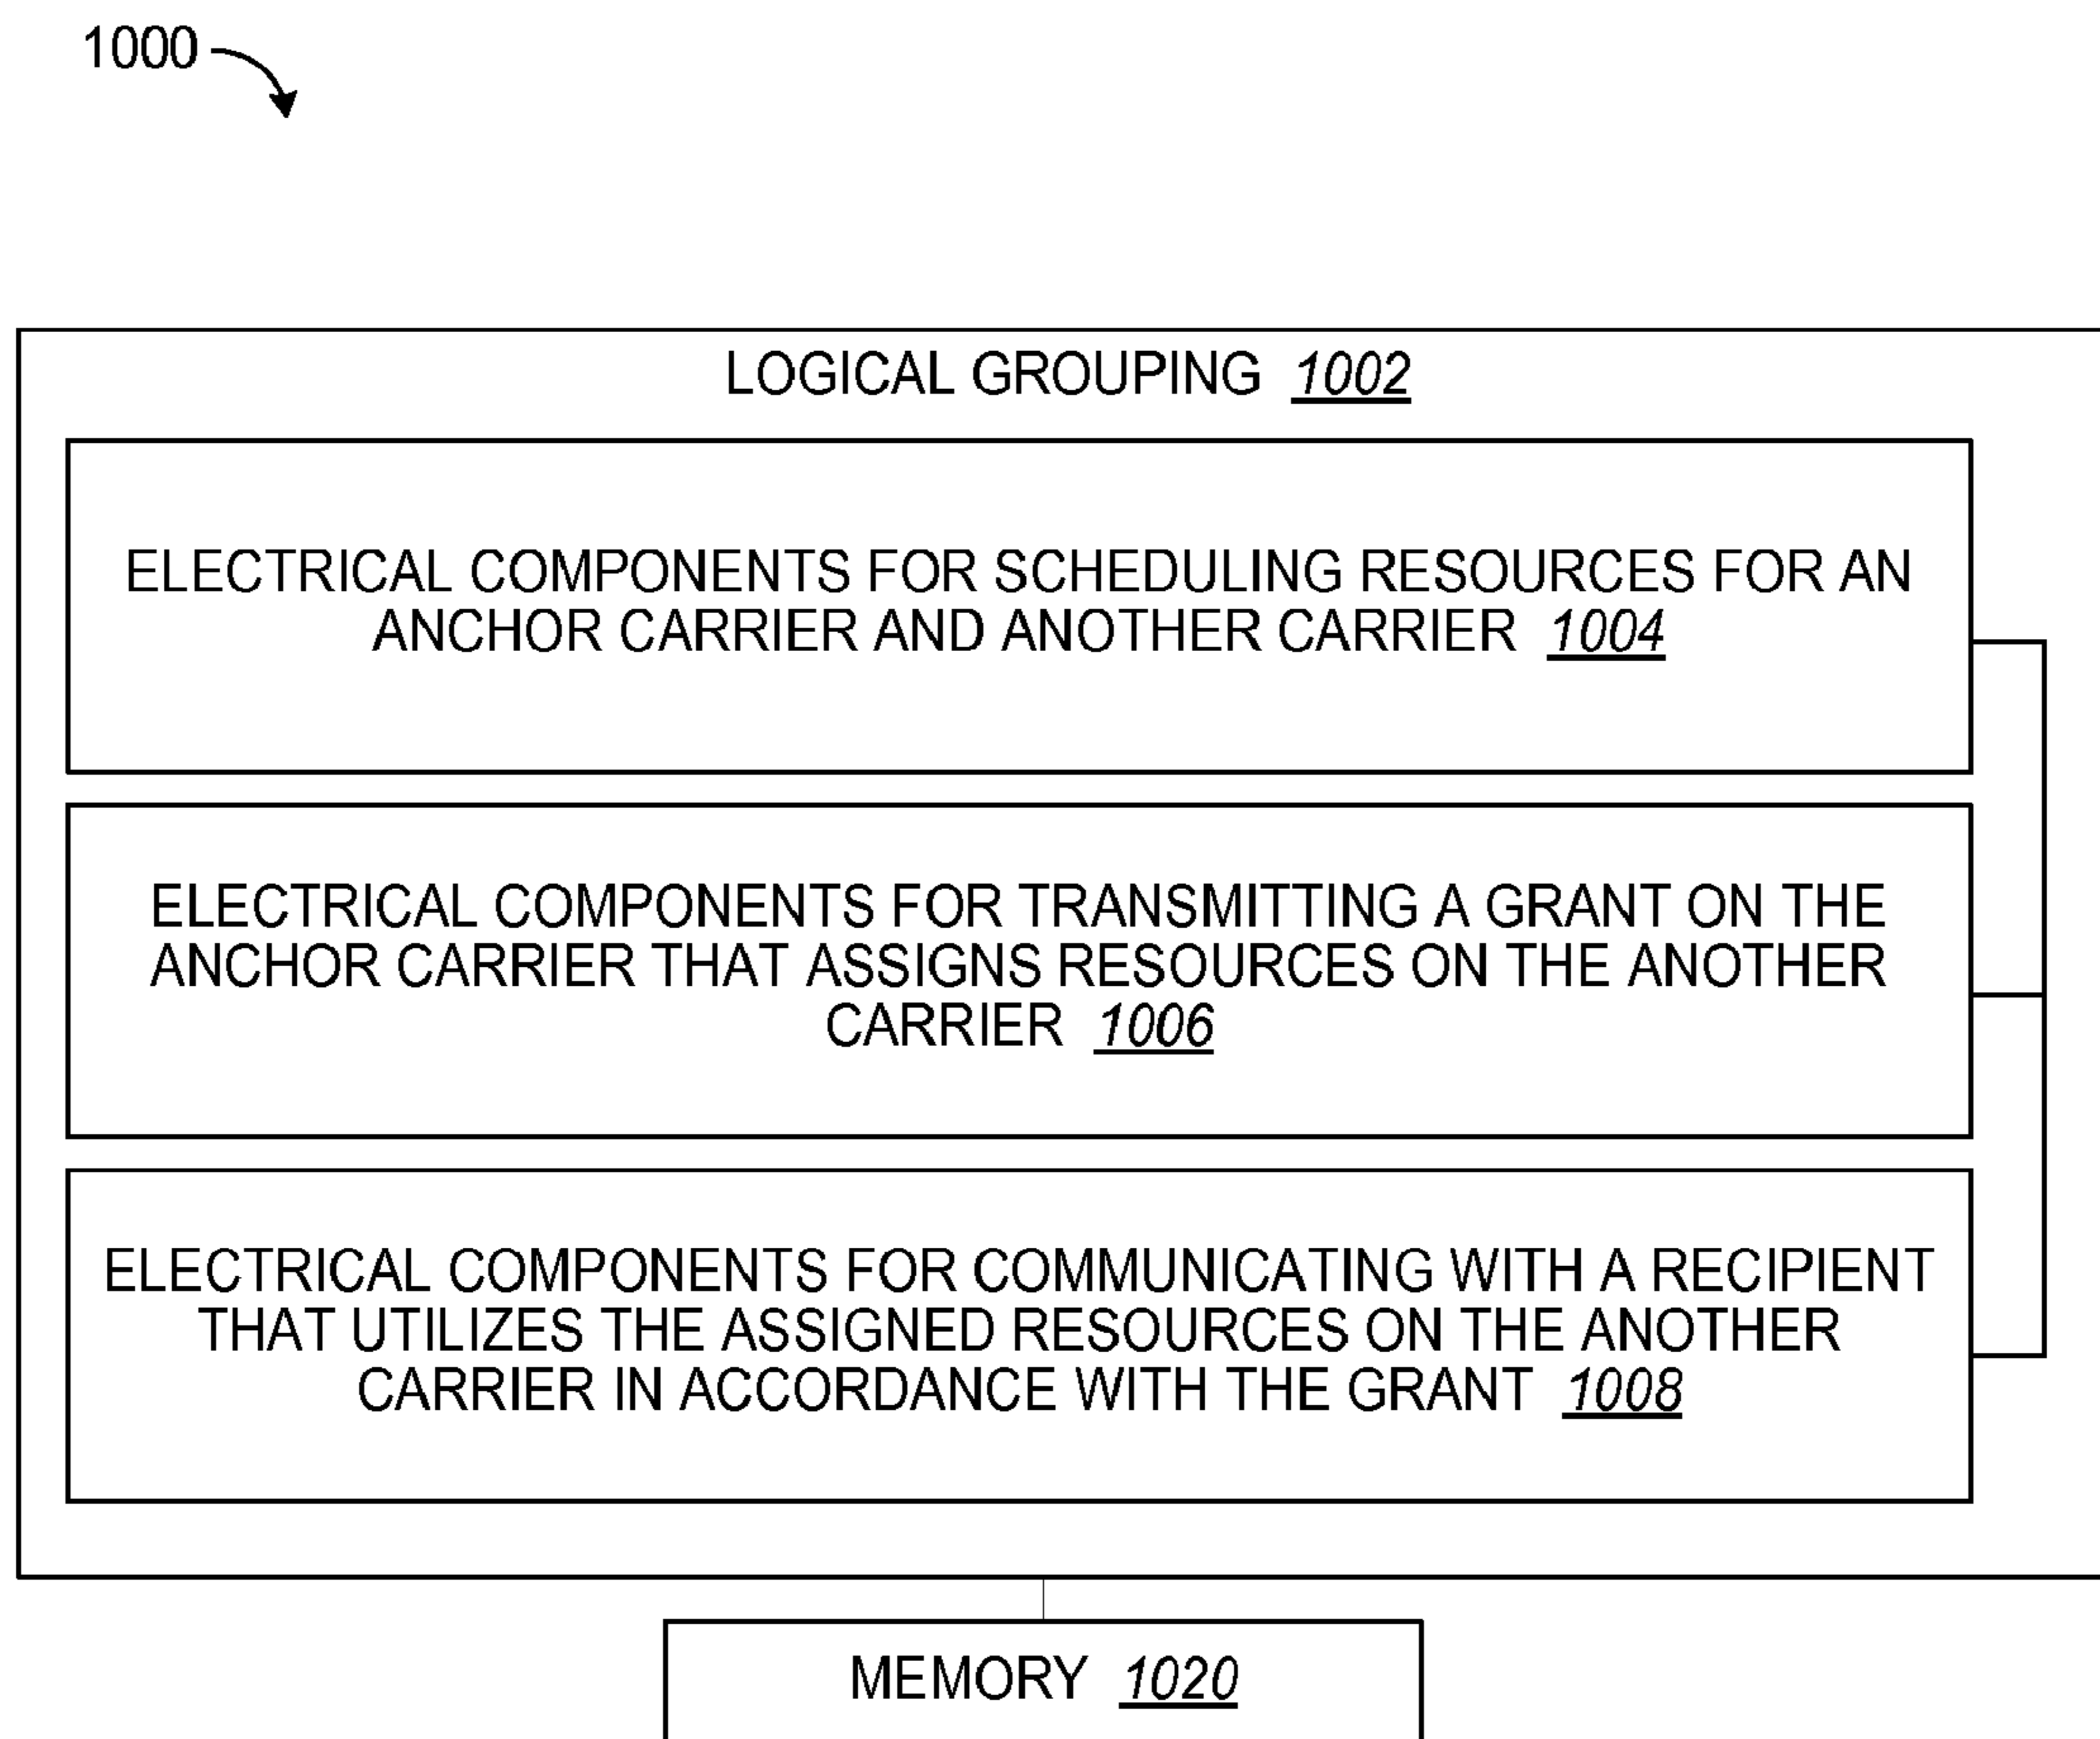 1000
LOGICAL GROUPING 1002
ELECTRICAL COMPONENTS FOR SCHEDULING RESOURCES FOR AN
ANCHOR CARRIER AND ANOTHER CARRIER 1004
ELECTRICAL COMPONENTS FOR TRANSMITTING A GRANT ON THE
ANCHOR CARRIER THAT ASSIGNS RESOURCES ON THE ANOTHER
CARRIER 1006
ELECTRICAL COMPONENTS FOR COMMUNICATING WITH A RECIPIENT
THAT UTILIZES THE ASSIGNED RESOURCES ON THE ANOTHER
CARRIER IN ACCORDANCE WITH THE GRANT 1008
MEMORY 1020